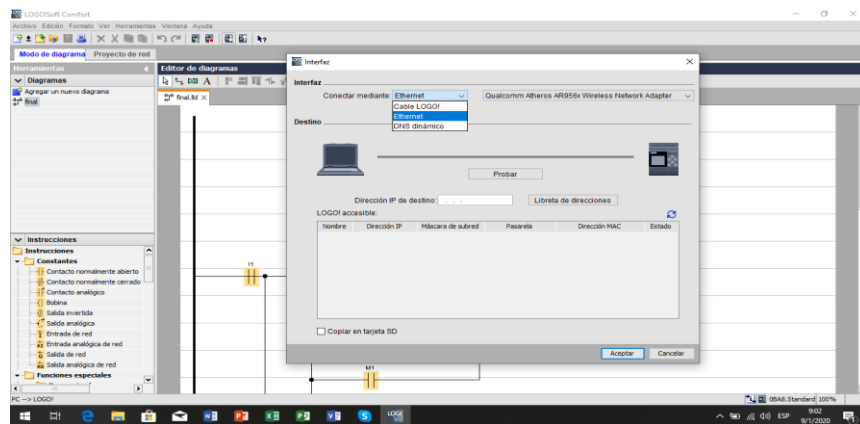 LOGO!Soft Comfort
Archivo Edición Formato Ver Herramientas Ventana Ayuda
Modo de diagrama Proyecto de red
Herramientas
Editor de diagramas
Diagramas
Agregar un nuevo diagrama
final
final.ld
Interfaz
Interfaz
Conectar mediante: Ethernet
Qualcomm Atheros AR956x Wireless Network Adapter
Cable LOGO!
Ethernet
DNS dinámico
Destino
Probar
Dirección IP de destino: . . .
Libreta de direcciones
LOGO! accesible:
Nombre Dirección IP Máscara de subred Pasarela Dirección MAC Estado
Copiar en tarjeta SD
Aceptar Cancelar
Instrucciones
Instrucciones
Constantes
Contacto normalmente abierto
Contacto normalmente cerrado
Contacto analógico
Bobina
Salida invertida
Salida analógica
Entrada de red
Entrada analógica de red
Salida de red
Salida analógica de red
Funciones especiales
I1
M1
PC --> LOGO!
0BA8.Standard 100%
ESP
9:02
9/1/2020